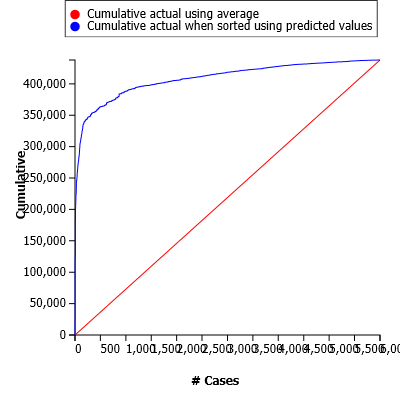 Cumulative actual using average
Cumulative actual when sorted using predicted values
400,000
350,000
300,000
250,000
200,000
150,000
100,000
50,000
0
Cumulative
0 500 1,000 1,500 2,000 2,500 3,000 3,500 4,000 4,500 5,000 5,500 6,0
# Cases